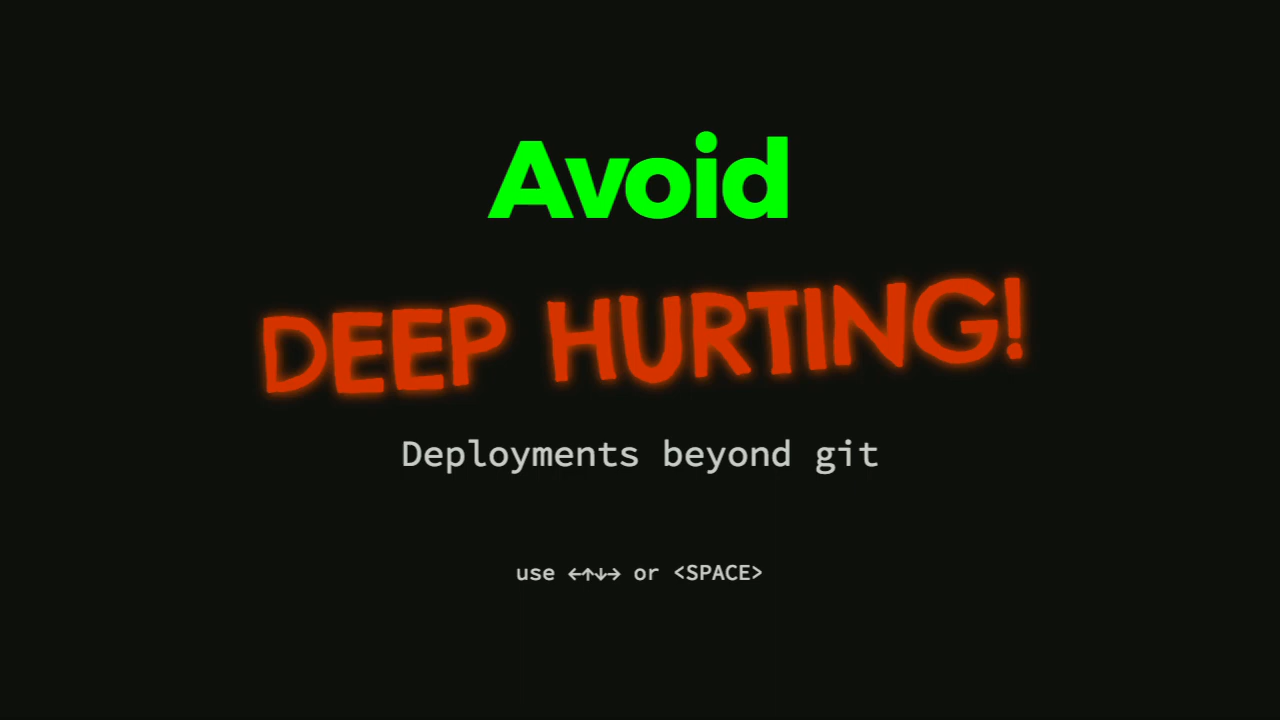 Avoid
DEEP HURTING!
Deployments beyond git
use ←↑↓→ or <SPACE>